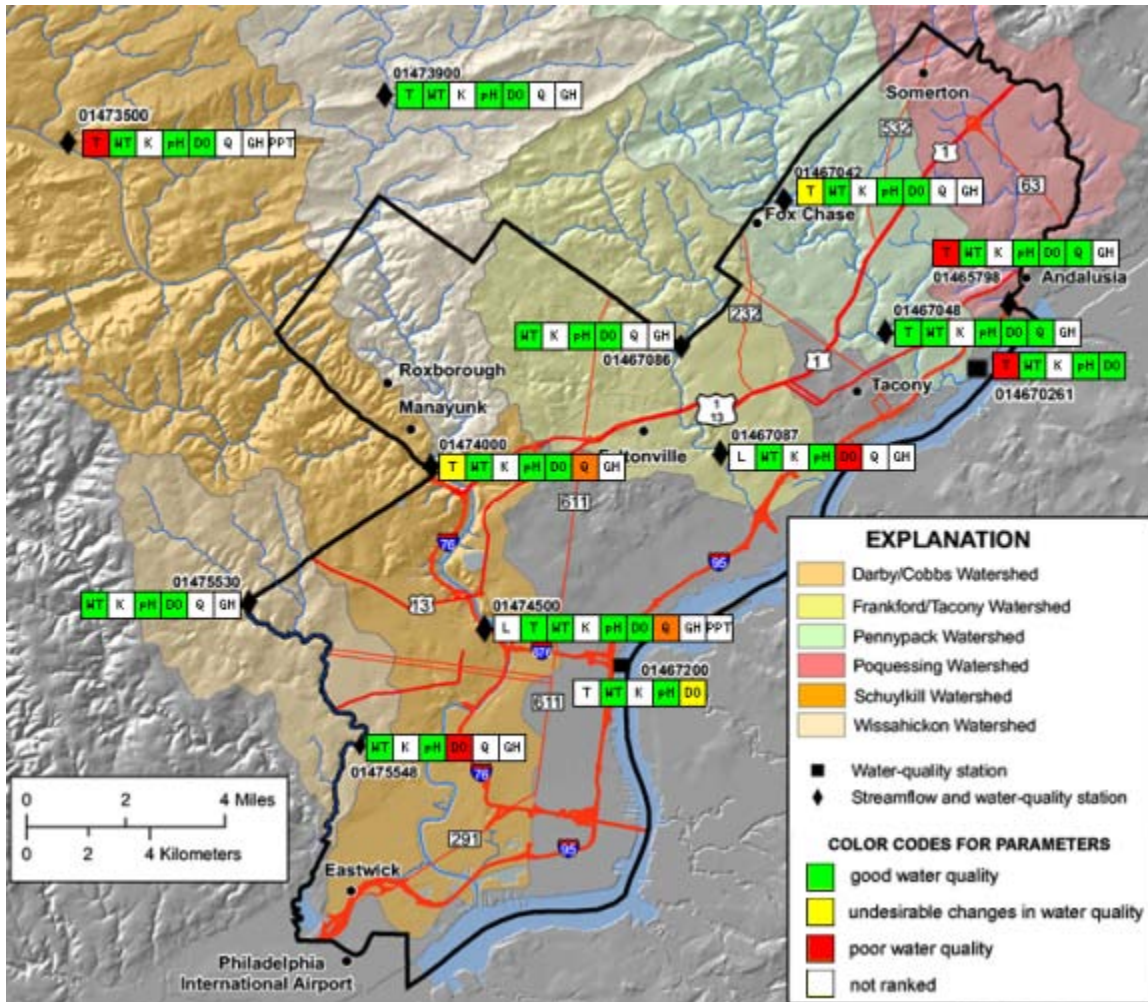 01473900
T WT K pH DO Q GH
01473500
T WT K pH DO Q GH PPT
Somerton
532
1
01467042
T WT K pH DO Q GH
63
Fox Chase
T WT K pH DO Q GH
01465798
Andalusia
01467048
T WT K pH DO Q GH
232
WT K pH DO Q GH
01467086
1
T WT K pH DO
014670261
Roxborough
Tacony
Manayunk
1
13
01474000
T WT K pH DO Q GH
01467087
L WT K pH DO Q GH
611
76
95
01475530
WT K pH DO Q GH
13
01474500
L T WT K pH DO Q GH PPT
676
01467200
T WT K pH DO
611
WT K pH DO Q GH
01475548
76
291
95
Eastwick
Philadelphia
International Airport
0 2 4 Miles
0 2 4 Kilometers
EXPLANATION
Darby/Cobbs Watershed
Frankford/Tacony Watershed
Pennypack Watershed
Poquessing Watershed
Schuylkill Watershed
Wissahickon Watershed
Water-quality station
Streamflow and water-quality station
COLOR CODES FOR PARAMETERS
good water quality
undesirable changes in water quality
poor water quality
not ranked